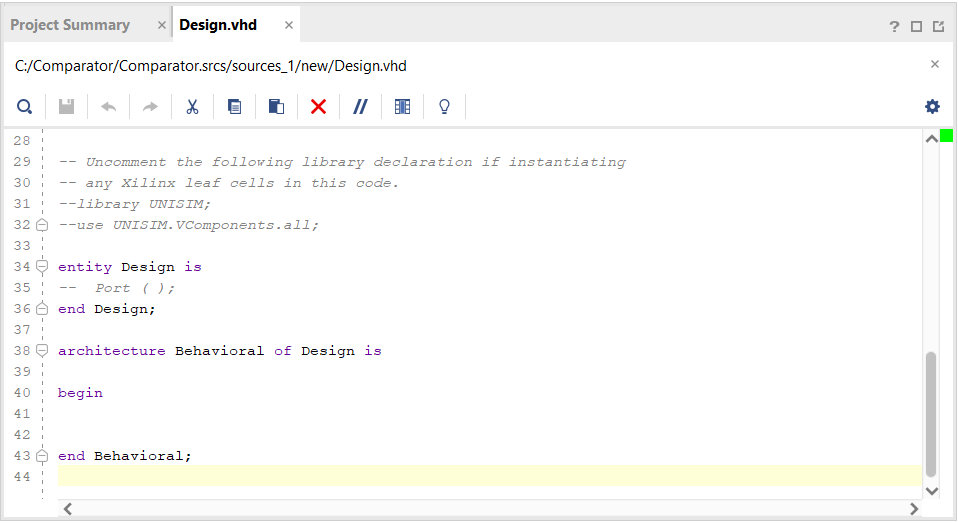 Project Summary × Design.vhd × ?
C:/Comparator/Comparator.srcs/sources_1/new/Design.vhd ×
28
29 -- Uncomment the following library declaration if instantiating
30 -- any Xilinx leaf cells in this code.
31 --library UNISIM;
32 --use UNISIM.VComponents.all;
33
34 entity Design is
35 --  Port ( );
36 end Design;
37
38 architecture Behavioral of Design is
39
40 begin
41
42
43 end Behavioral;
44